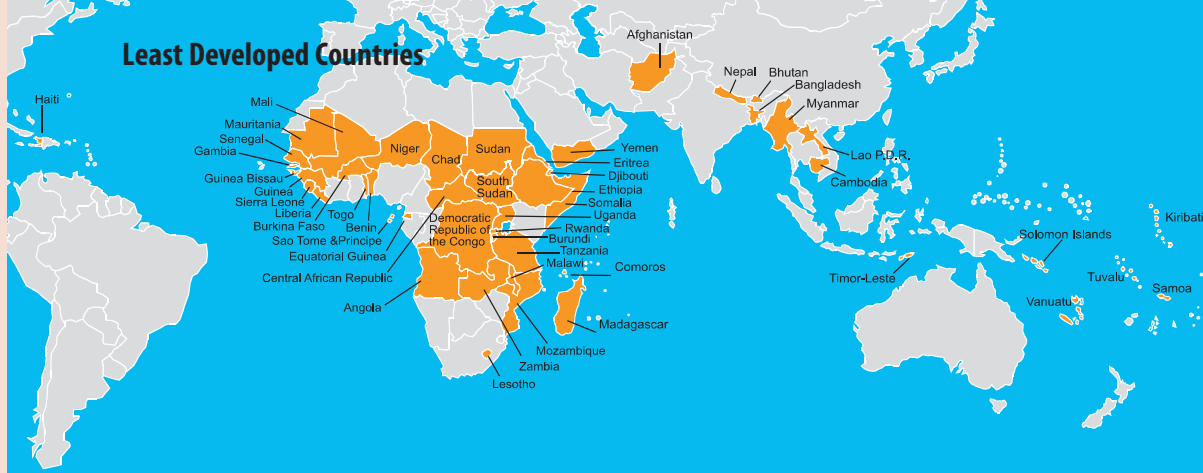 Least Developed Countries
Haiti
Mali
Mauritania
Senegal
Gambia
Guinea Bissau
Guinea
Sierra Leone
Liberia
Burkina Faso
Togo
Benin
Sao Tome &Principe
Equatorial Guinea
Central African Republic
Angola
Niger
Chad
Sudan
South
Sudan
Democratic
Republic of
the Congo
Yemen
Eritrea
Djibouti
Ethiopia
Somalia
Uganda
Rwanda
Burundi
Tanzania
Malawi
Comoros
Madagascar
Mozambique
Zambia
Lesotho
Afghanistan
Nepal
Bhutan
Bangladesh
Myanmar
Lao P.D.R.
Cambodia
Timor-Leste
Solomon Islands
Kiribati
Tuvalu
Samoa
Vanuatu